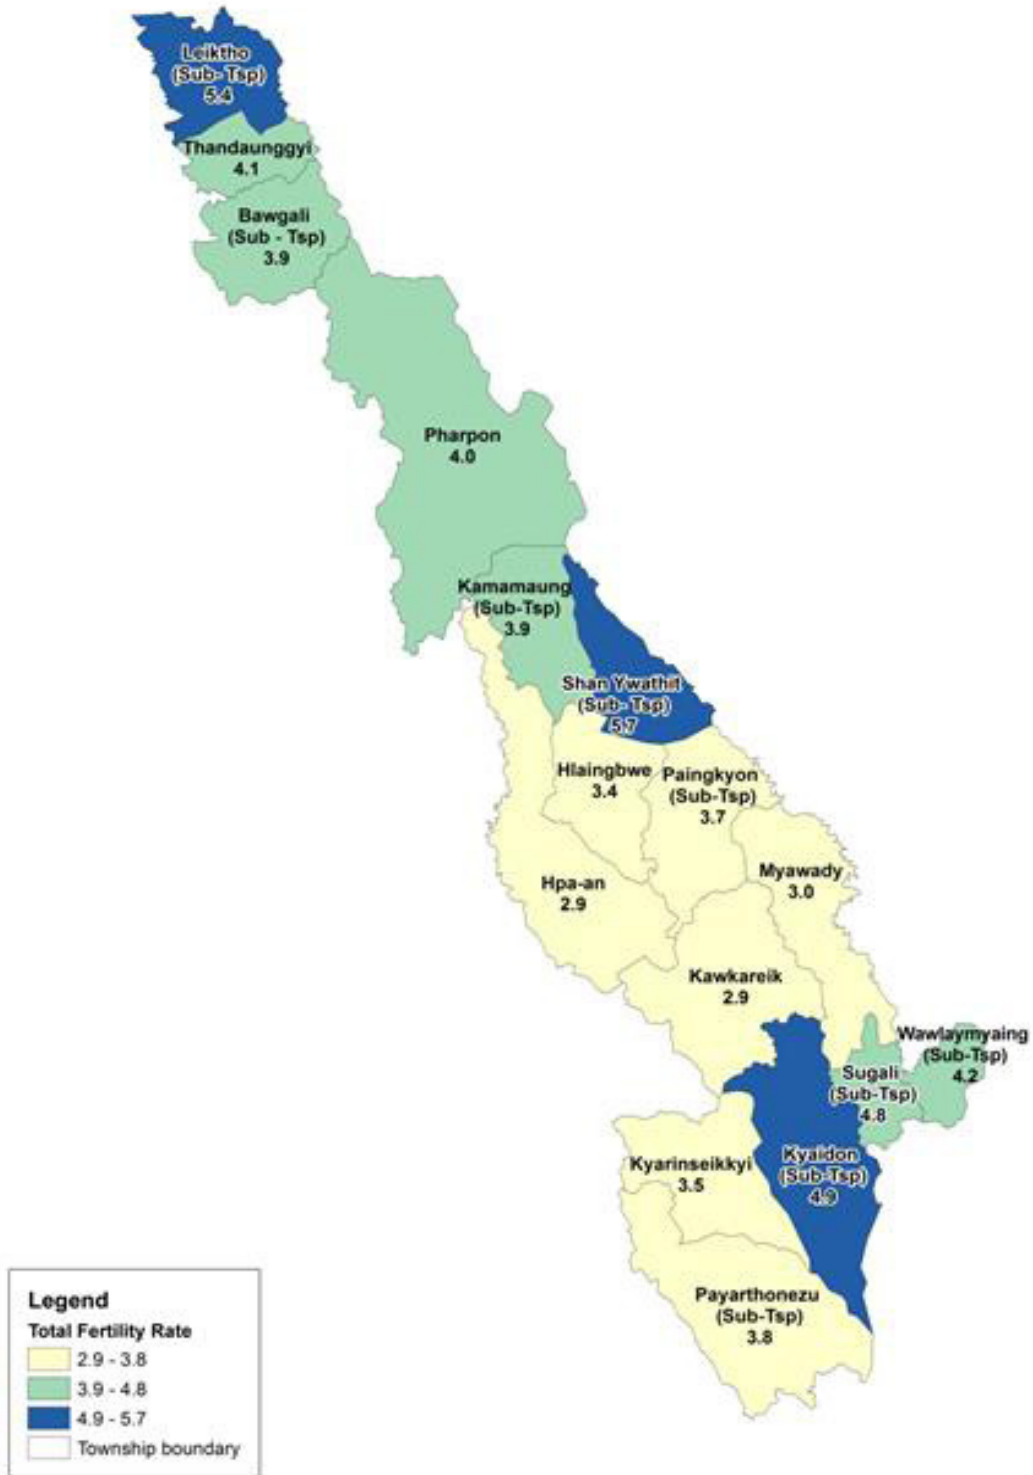 Leiktho
(Sub- Tsp)
5.4
Thandaunggyi
4.1
Bawgali
(Sub - Tsp)
3.9
Pharpon
4.0
Kamamaung
(Sub-Tsp)
3.9
Shan Ywathit
(Sub- Tsp)
5.7
Hlaingbwe
3.4
Paingkyon
(Sub-Tsp)
3.7
Myawady
3.0
Hpa-an
2.9
Kawkareik
2.9
Wawlaymyaing
(Sub-Tsp)
4.2
Sugali
(Sub-Tsp)
4.8
Kyaidon
(Sub-Tsp)
4.9
Kyarinseikkyi
3.5
Payarthonezu
(Sub-Tsp)
3.8
Legend
Total Fertility Rate
2.9 - 3.8
3.9 - 4.8
4.9 - 5.7
Township boundary